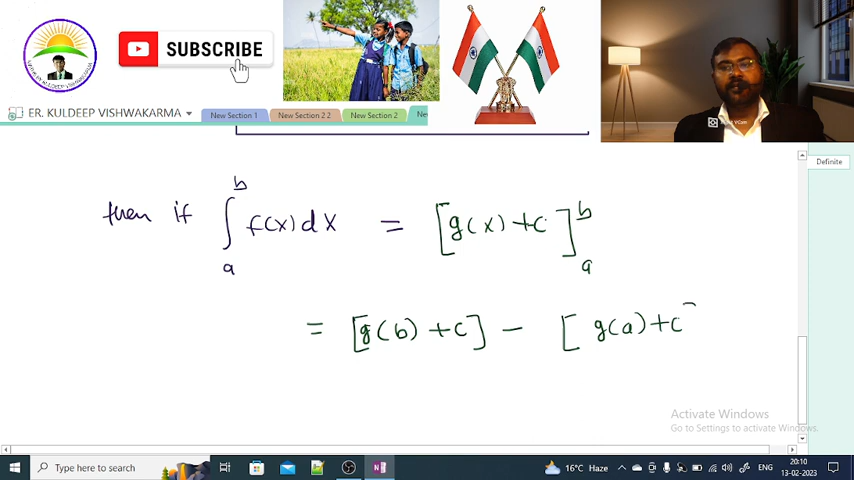 SUBSCRIBE
ER. KULDEEP VISHWAKARMA
New Section 1
New Section 2 2
New Section 2
Ne
Definite
then if ∫_a^b f(x) dx = [g(x) + c]_a^b
= [g(b) + c] - [g(a) + c
Activate Windows
Go to Settings to activate Windows.
Type here to search
16°C Haze
ENG
20:10
13-02-2023